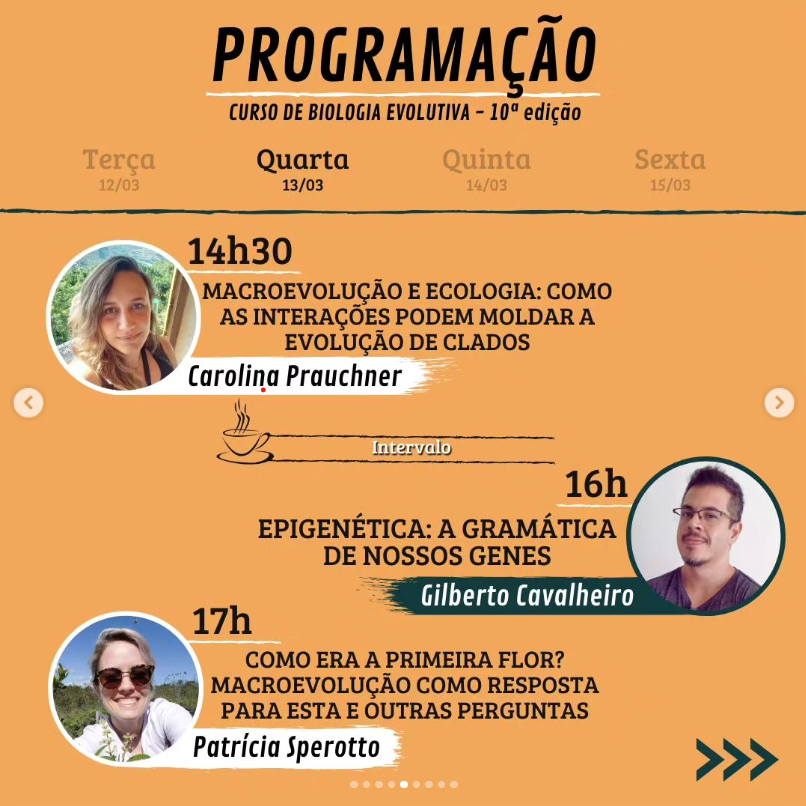 PROGRAMAÇÃO
CURSO DE BIOLOGIA EVOLUTIVA - 10ª edição
Terça Quarta Quinta Sexta
12/03 13/03 14/03 15/03
14h30
MACROEVOLUÇÃO E ECOLOGIA: COMO
AS INTERAÇÕES PODEM MOLDAR A
EVOLUÇÃO DE CLADOS
Carolina Prauchner
Intervalo
16h
EPIGENÉTICA: A GRAMÁTICA
DE NOSSOS GENES
Gilberto Cavalheiro
17h
COMO ERA A PRIMEIRA FLOR?
MACROEVOLUÇÃO COMO RESPOSTA
PARA ESTA E OUTRAS PERGUNTAS
Patrícia Sperotto